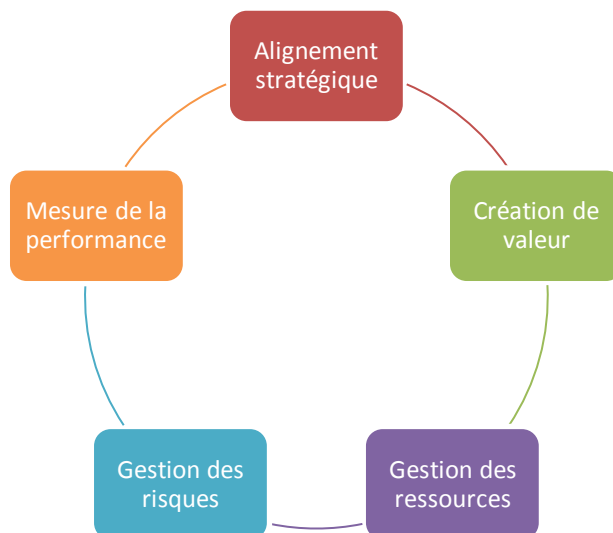 Alignement
stratégique
Création de
valeur
Gestion des
ressources
Gestion des
risques
Mesure de la
performance